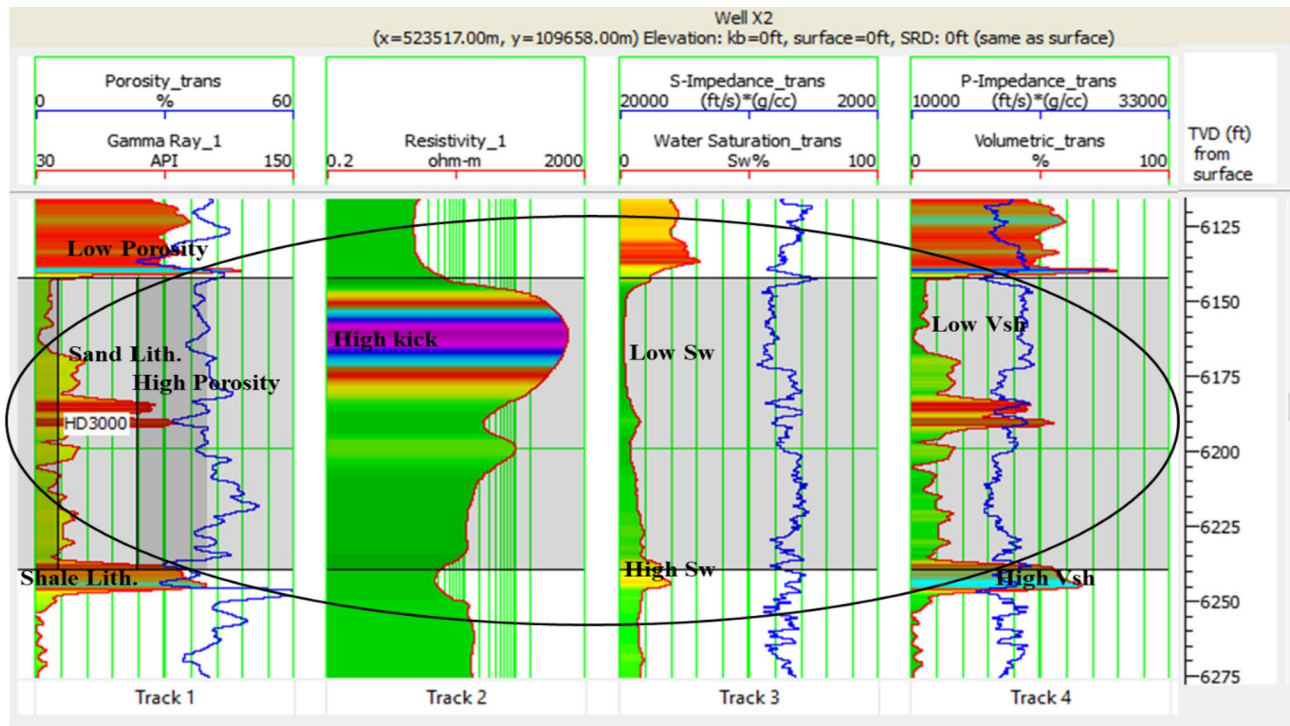 Well X2
(x=523517.00m, y=109658.00m) Elevation: kb=0ft, surface=0ft, SRD: 0ft (same as surface)
Porosity_trans
0 % 60
Gamma Ray_1
30 API 150
Resistivity_1
0.2 ohm-m 2000
S-Impedance_trans
20000 (ft/s)*(g/cc) 2000
Water Saturation_trans
0 Sw% 100
P-Impedance_trans
10000 (ft/s)*(g/cc) 33000
Volumetric_trans
0 % 100
TVD (ft)
from
surface
Low Porosity
Sand Lith.
High Porosity
HD3000
Shale Lith.
High kick
Low Sw
High Sw
Low Vsh
High Vsh
6125
6150
6175
6200
6225
6250
6275
Track 1
Track 2
Track 3
Track 4